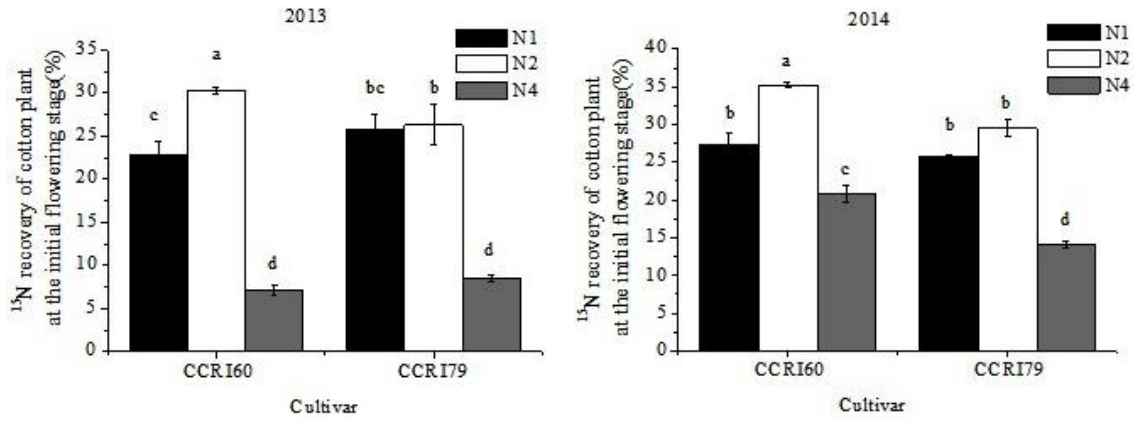 2013
N1
N2
N4
15N recovery of cotton plant
at the initial flowering stage(%)
35
30
25
20
15
10
5
0
c
a
d
bc
b
d
CCRI60
CCRI79
Cultivar
2014
N1
N2
N4
15N recovery of cotton plant
at the initial flowering stage(%)
40
35
30
25
20
15
10
5
0
b
a
c
b
b
d
CCRI60
CCRI79
Cultivar